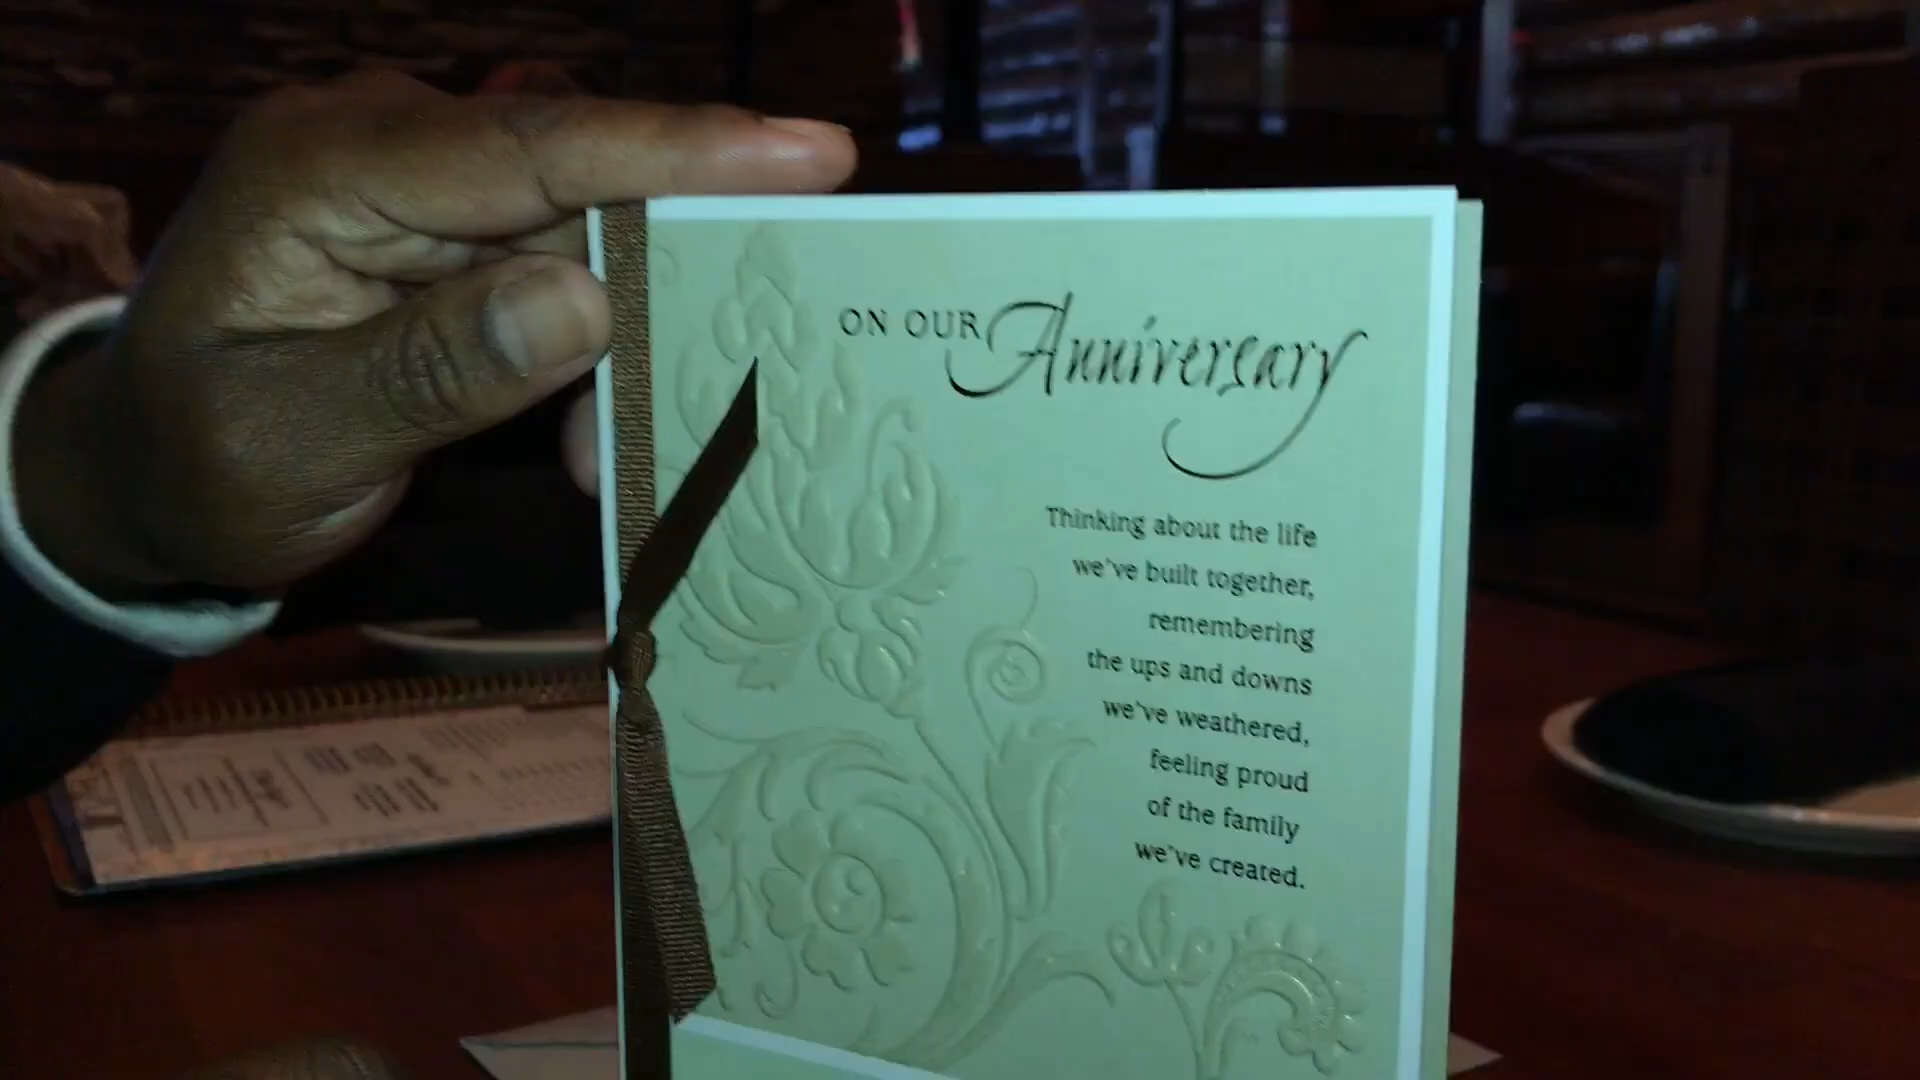 ON OUR Anniversary
Thinking about the life
we've built together,
remembering
the ups and downs
we've weathered,
feeling proud
of the family
we've created.